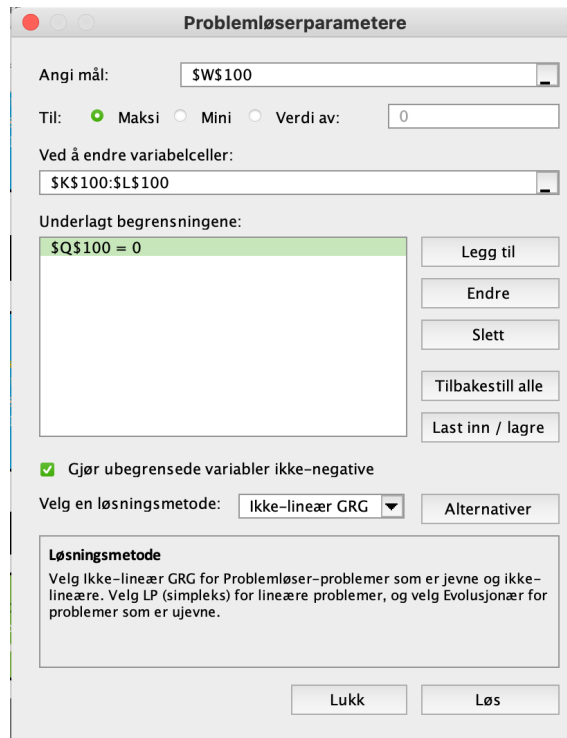 Problemløserparametere
Angi mål:
$W$100
Til:
Maksi
Mini
Verdi av:
0
Ved å endre variabelceller:
$K$100:$L$100
Underlagt begrensningene:
$Q$100 = 0
Legg til
Endre
Slett
Tilbakestill alle
Last inn / lagre
Gjør ubegrensede variabler ikke-negative
Velg en løsningsmetode:
Ikke-lineær GRG
Alternativer
Løsningsmetode
Velg Ikke-lineær GRG for Problemløser-problemer som er jevne og ikke-
lineære. Velg LP (simpleks) for lineære problemer, og velg Evolusjonær for
problemer som er ujevne.
Lukk
Løs